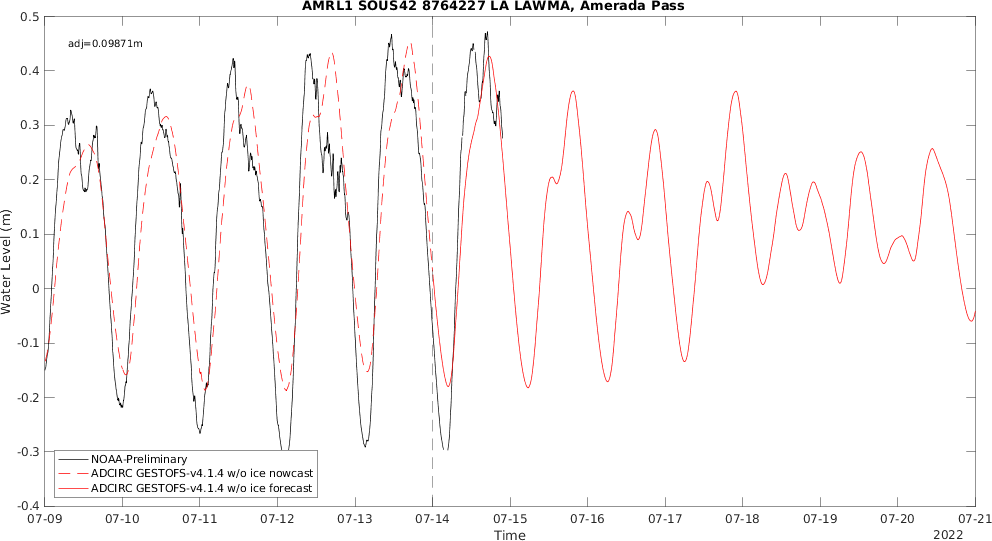 AMRL1 SOUS42 8764227 LA LAWMA, Amerada Pass
adj=0.09871m
Water Level (m)
0.5
0.4
0.3
0.2
0.1
0
-0.1
-0.2
-0.3
-0.4
NOAA-Preliminary
ADCIRC GESTOFS-v4.1.4 w/o ice nowcast
ADCIRC GESTOFS-v4.1.4 w/o ice forecast
07-09 07-10 07-11 07-12 07-13 07-14 07-15 07-16 07-17 07-18 07-19 07-20 07-21
Time
2022